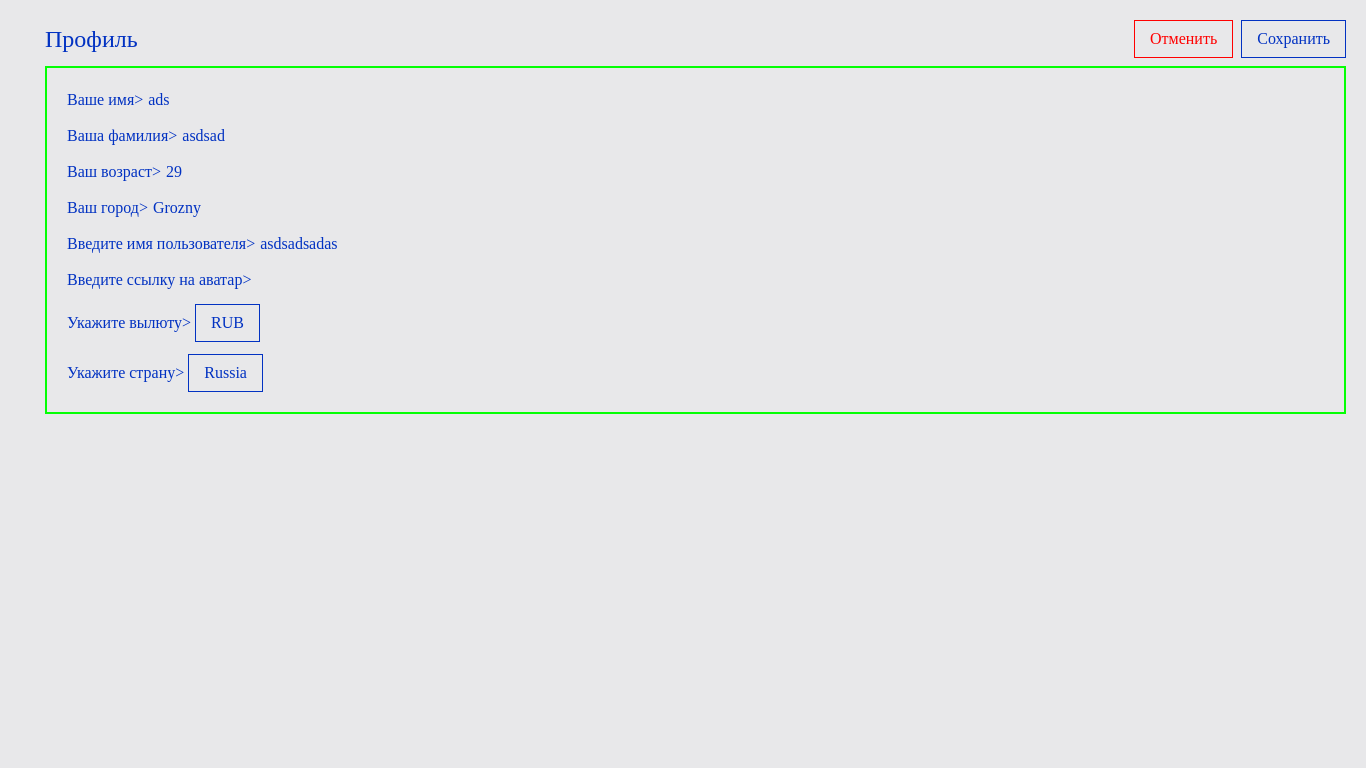 Профиль
Отменить
Сохранить
Ваше имя> ads
Ваша фамилия> asdsad
Ваш возраст> 29
Ваш город> Grozny
Введите имя пользователя> asdsadsadas
Введите ссылку на аватар>
Укажите вылюту> RUB
Укажите страну> Russia